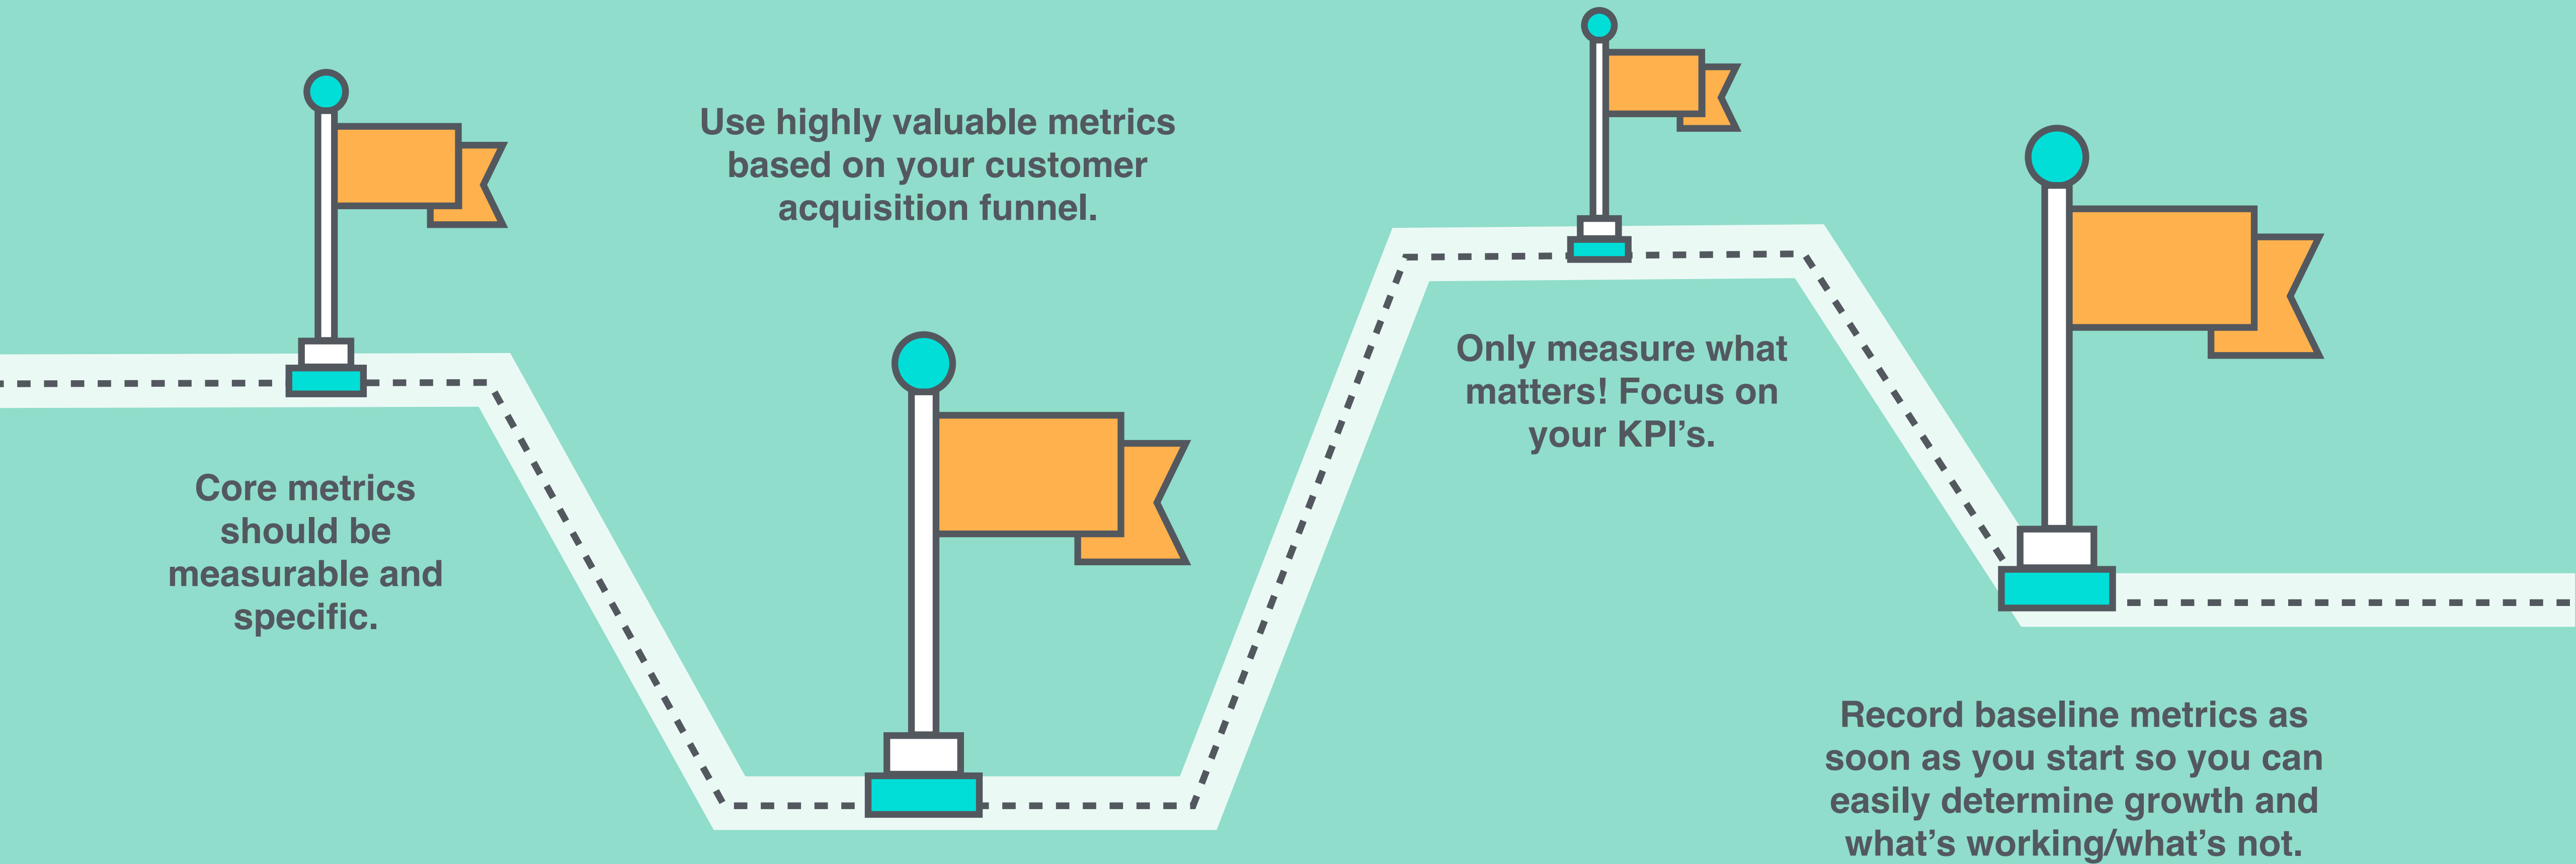 Core metrics
should be
measurable and
specific.
Use highly valuable metrics
based on your customer
acquisition funnel.
Only measure what
matters! Focus on
your KPI’s.
Record baseline metrics as
soon as you start so you can
easily determine growth and
what’s working/what’s not.